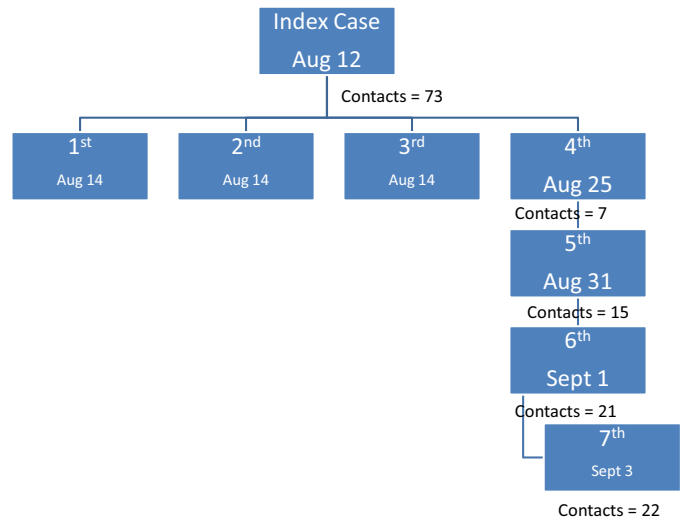 Index Case
Aug 12
Contacts = 73
1st
Aug 14
2nd
Aug 14
3rd
Aug 14
4th
Aug 25
Contacts = 7
5th
Aug 31
Contacts = 15
6th
Sept 1
Contacts = 21
7th
Sept 3
Contacts = 22